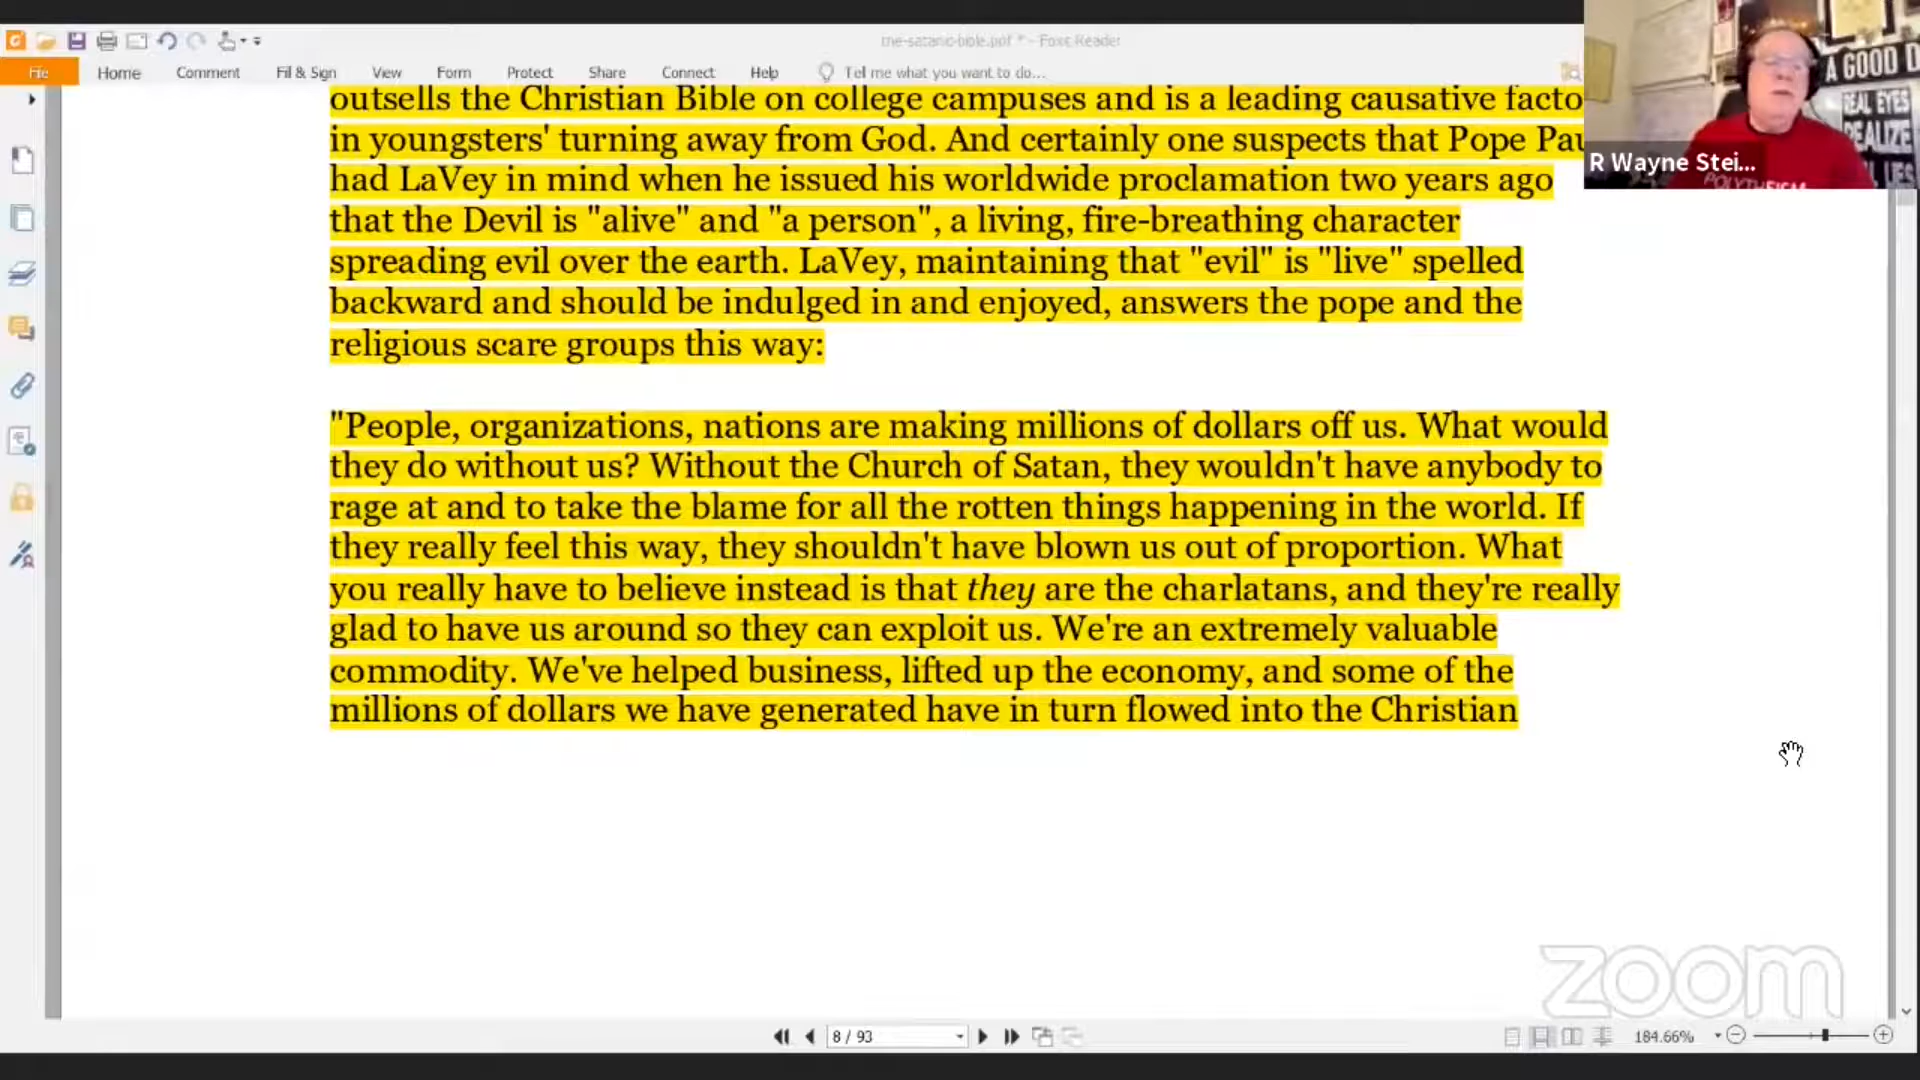 the-satanic-bible.pdf * - Foxit Reader
File Home Comment Fill & Sign View Form Protect Share Connect Help Tell me what you want to do...
outsells the Christian Bible on college campuses and is a leading causative facto
in youngsters' turning away from God. And certainly one suspects that Pope Pau
had LaVey in mind when he issued his worldwide proclamation two years ago
that the Devil is "alive" and "a person", a living, fire-breathing character
spreading evil over the earth. LaVey, maintaining that "evil" is "live" spelled
backward and should be indulged in and enjoyed, answers the pope and the
religious scare groups this way:
"People, organizations, nations are making millions of dollars off us. What would
they do without us? Without the Church of Satan, they wouldn't have anybody to
rage at and to take the blame for all the rotten things happening in the world. If
they really feel this way, they shouldn't have blown us out of proportion. What
you really have to believe instead is that they are the charlatans, and they're really
glad to have us around so they can exploit us. We're an extremely valuable
commodity. We've helped business, lifted up the economy, and some of the
millions of dollars we have generated have in turn flowed into the Christian
A GOOD D
REAL EYES
REALIZE
LIES
R Wayne Stei...
POLYTHEISM
zoom
8 / 93
184.66%